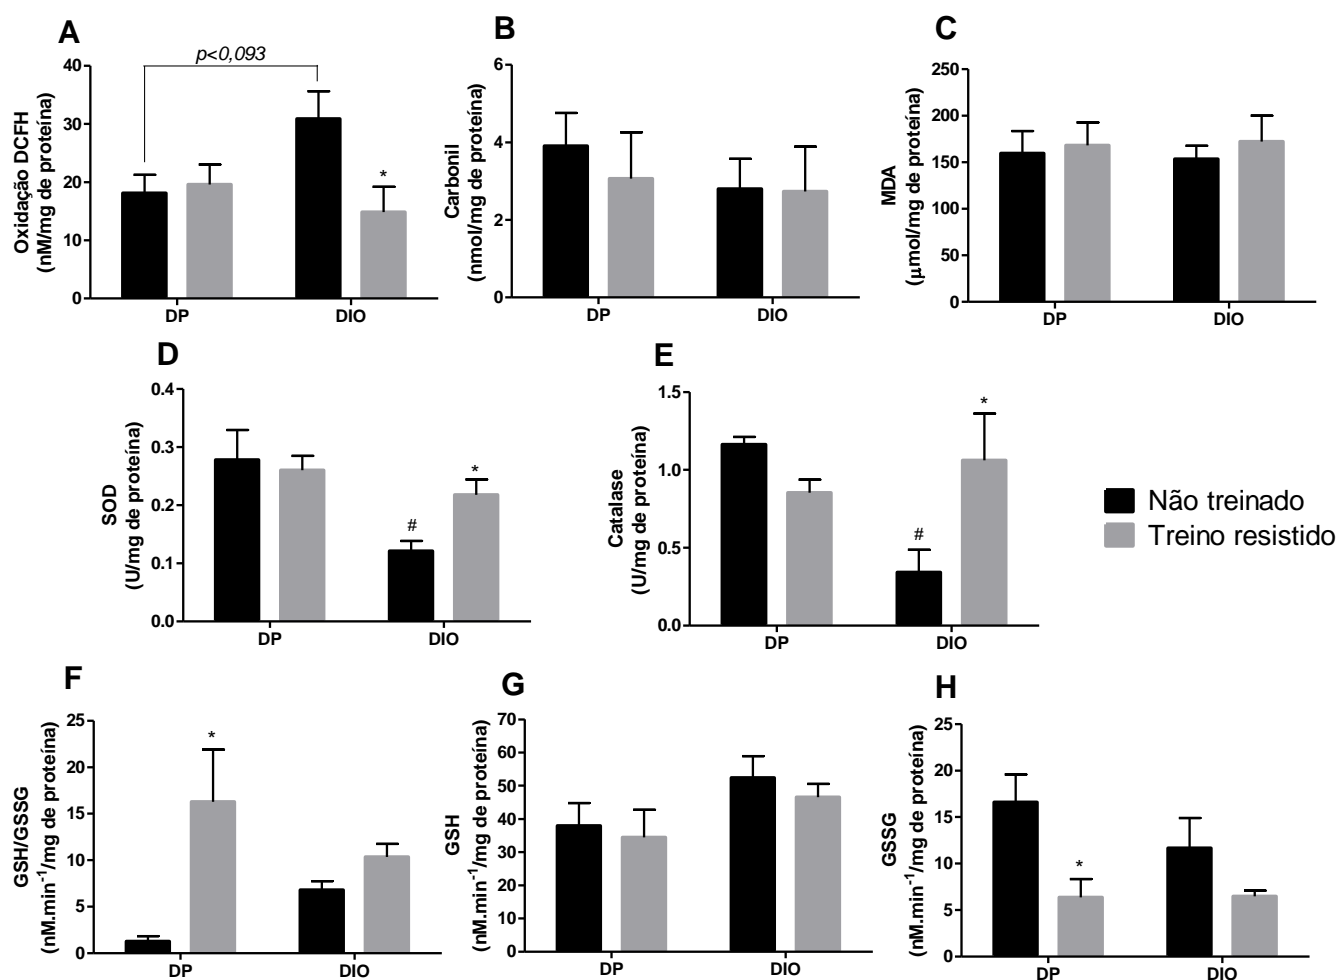 A
p<0,093
Oxidação DCFH
(nM/mg de proteína)
40
30
20
10
0
*
DP
DIO
B
Carbonil
(nmol/mg de proteína)
6
4
2
0
DP
DIO
C
MDA
(µmol/mg de proteína)
250
200
150
100
50
0
DP
DIO
D
SOD
(U/mg de proteína)
0.4
0.3
0.2
0.1
0.0
#
*
DP
DIO
E
Catalase
(U/mg de proteína)
1.5
1.0
0.5
0.0
#
*
DP
DIO
Não treinado
Treino resistido
F
GSH/GSSG
(nM.min⁻¹/mg de proteína)
25
20
15
10
5
0
*
DP
DIO
G
GSH
(nM.min⁻¹/mg de proteína)
70
60
50
40
30
20
10
0
DP
DIO
H
GSSG
(nM.min⁻¹/mg de proteína)
25
20
15
10
5
0
*
DP
DIO